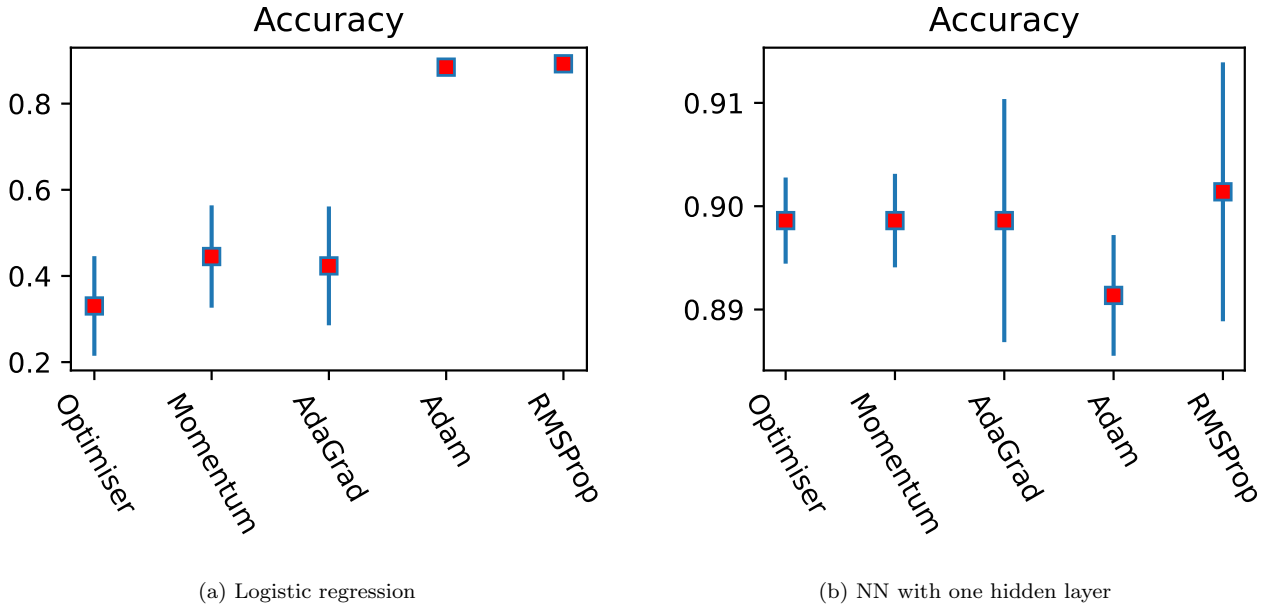 Accuracy
0.8
0.6
0.4
0.2
Optimiser
Momentum
AdaGrad
Adam
RMSProp
(a) Logistic regression
Accuracy
0.91
0.90
0.89
Optimiser
Momentum
AdaGrad
Adam
RMSProp
(b) NN with one hidden layer